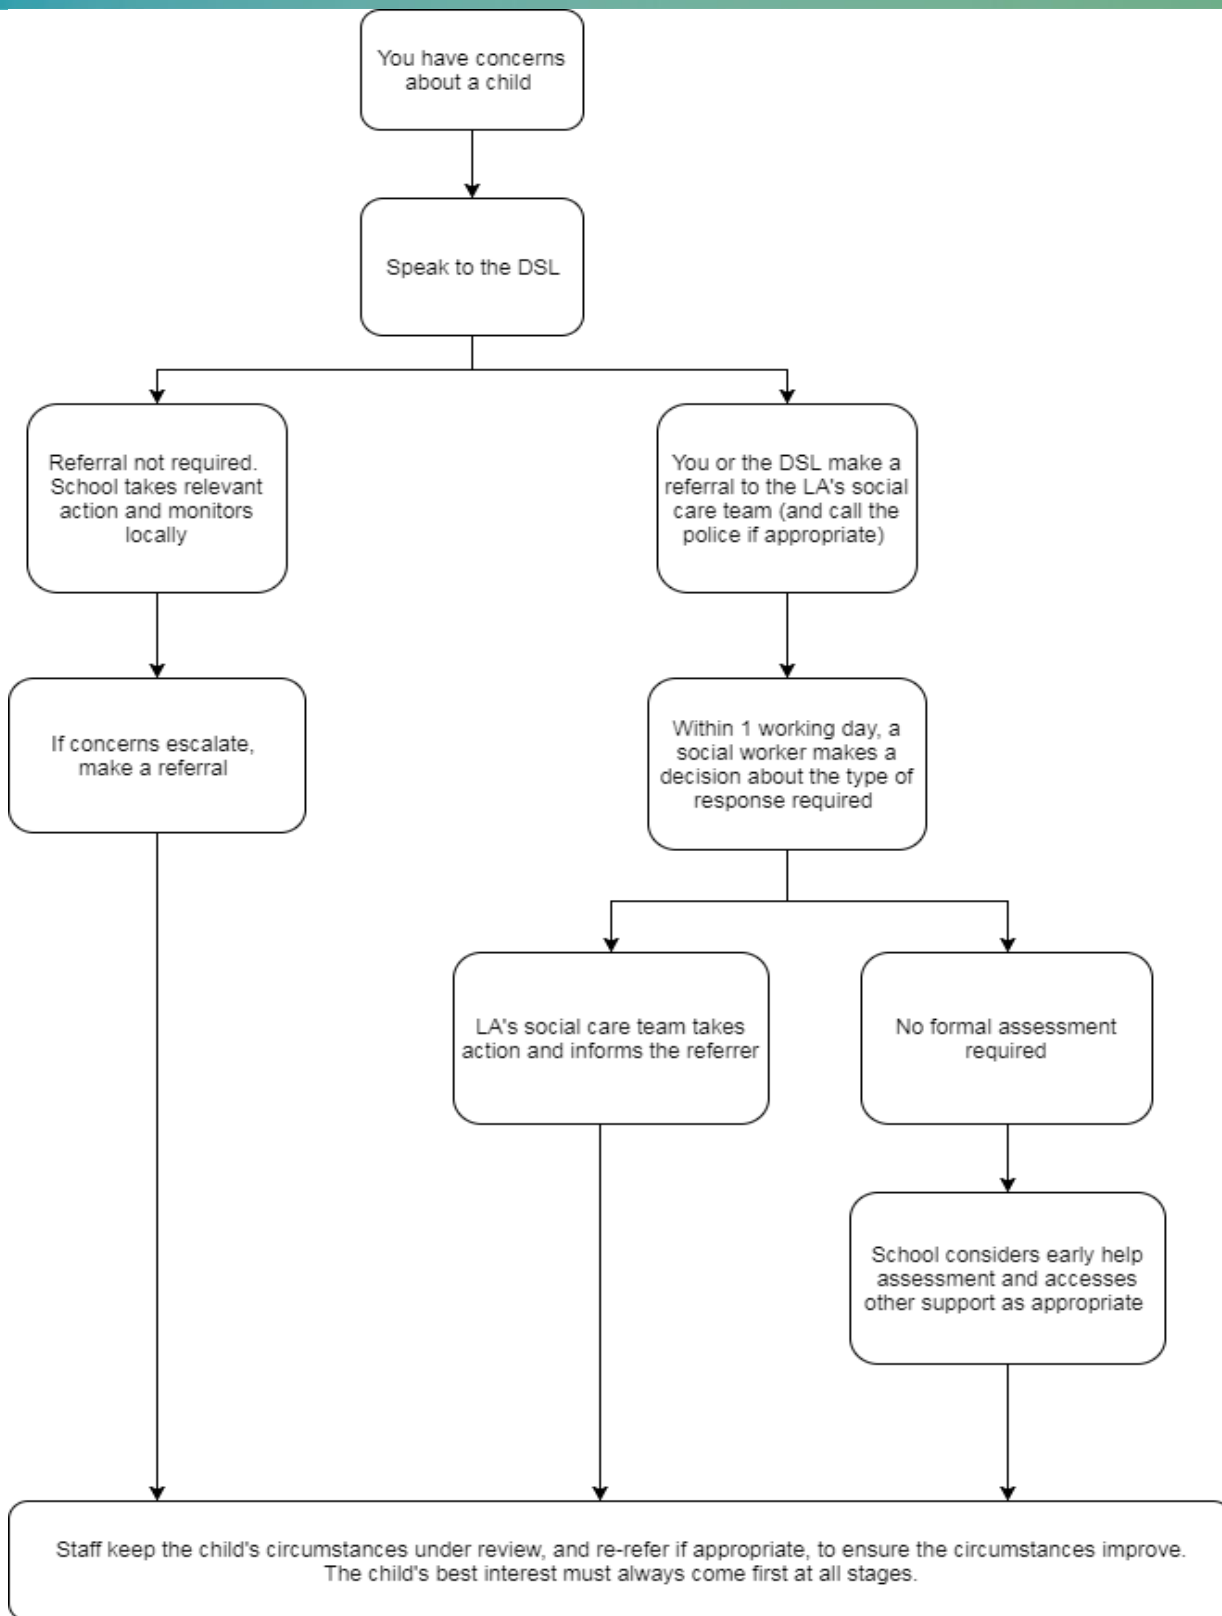 You have concerns
about a child
Speak to the DSL
Referral not required.
School takes relevant
action and monitors
locally
You or the DSL make a
referral to the LA's social
care team (and call the
police if appropriate)
If concerns escalate,
make a referral
Within 1 working day, a
social worker makes a
decision about the type of
response required
LA's social care team takes
action and informs the referrer
No formal assessment
required
School considers early help
assessment and accesses
other support as appropriate
Staff keep the child's circumstances under review, and re-refer if appropriate, to ensure the circumstances improve.
The child's best interest must always come first at all stages.